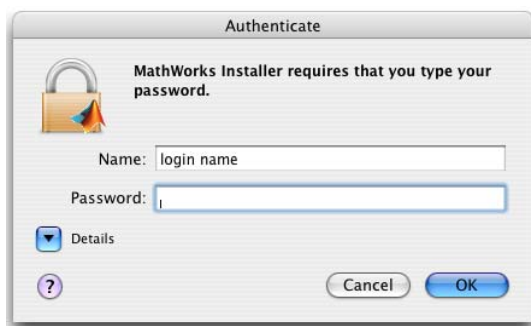 Authenticate
MathWorks Installer requires that you type your
password.
Name: login name
Password:
Details
?
Cancel OK